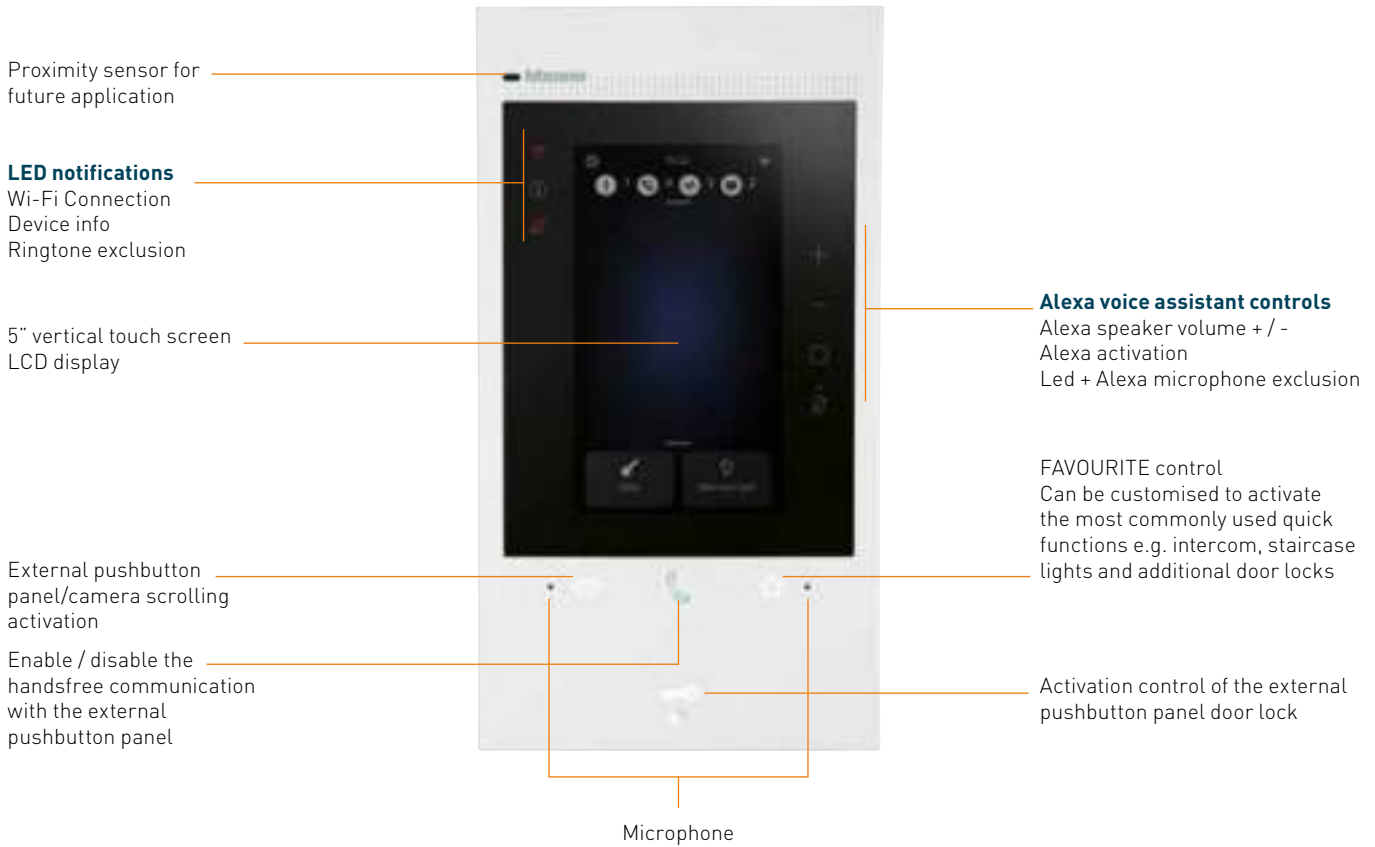 Proximity sensor for
future application
LED notifications
Wi-Fi Connection
Device info
Ringtone exclusion
5” vertical touch screen
LCD display
External pushbutton
panel/camera scrolling
activation
Enable / disable the
handsfree communication
with the external
pushbutton panel
Alexa voice assistant controls
Alexa speaker volume + / -
Alexa activation
Led + Alexa microphone exclusion
FAVOURITE control
Can be customised to activate
the most commonly used quick
functions e.g. intercom, staircase
lights and additional door locks
Activation control of the external
pushbutton panel door lock
Microphone